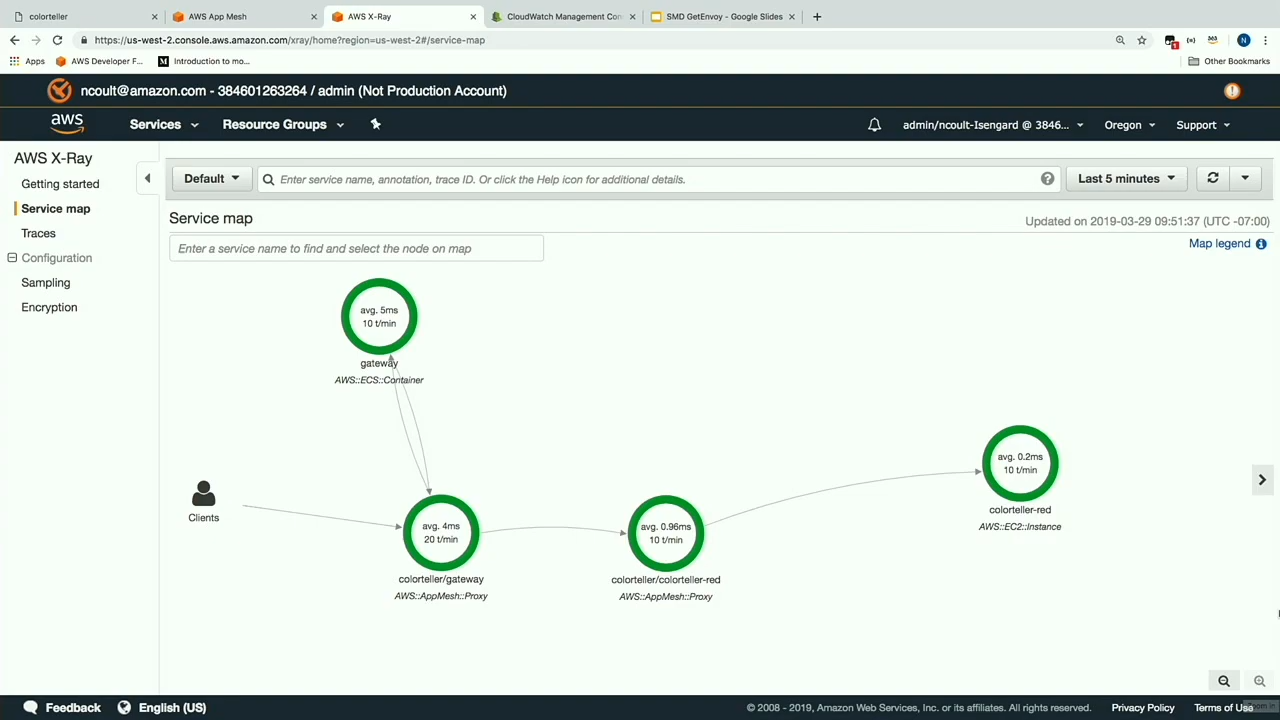 colorteller
AWS App Mesh
AWS X-Ray
CloudWatch Management Con
SMD GetEnvoy - Google Slides
https://us-west-2.console.aws.amazon.com/xray/home?region=us-west-2#/service-map
N
Apps
AWS Developer F...
Introduction to mo...
Other Bookmarks
ncoult@amazon.com - 384601263264 / admin (Not Production Account)
aws
Services
Resource Groups
admin/ncoult-Isengard @ 3846...
Oregon
Support
AWS X-Ray
Getting started
Service map
Traces
Configuration
Sampling
Encryption
Default
Enter service name, annotation, trace ID. Or click the Help icon for additional details.
Last 5 minutes
Service map
Updated on 2019-03-29 09:51:37 (UTC -07:00)
Enter a service name to find and select the node on map
Map legend
avg. 5ms
10 t/min
gateway
AWS::ECS::Container
avg. 0.2ms
10 t/min
colorteller-red
AWS::EC2::Instance
Clients
avg. 4ms
20 t/min
colorteller/gateway
AWS::AppMesh::Proxy
avg. 0.96ms
10 t/min
colorteller/colorteller-red
AWS::AppMesh::Proxy
Feedback
English (US)
© 2008 - 2019, Amazon Web Services, Inc. or its affiliates. All rights reserved.
Privacy Policy
Terms of Use
Zoom in